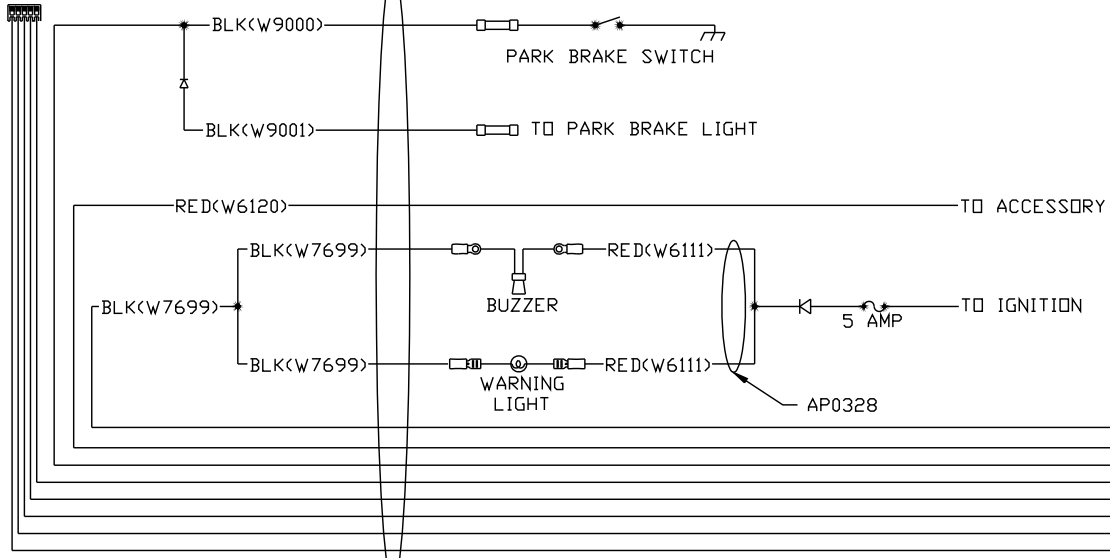 BLK(W9000)
PARK BRAKE SWITCH
BLK(W9001)
TO PARK BRAKE LIGHT
RED(W6120)
TO ACCESSORY
BLK(W7699)
RED(W6111)
BUZZER
BLK(W7699)
TO IGNITION
5 AMP
BLK(W7699)
RED(W6111)
WARNING
LIGHT
AP0328